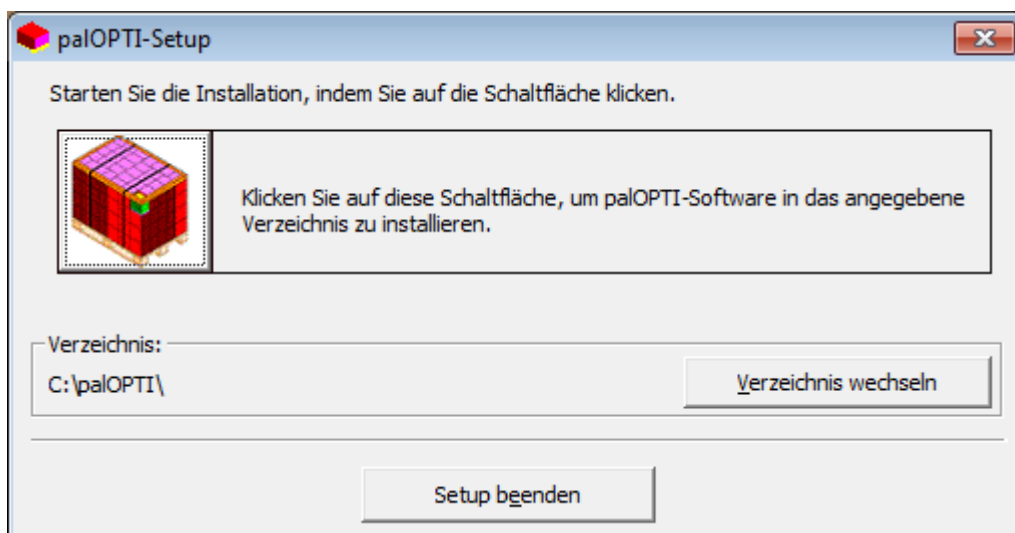 palOPTI-Setup
Starten Sie die Installation, indem Sie auf die Schaltfläche klicken.
Klicken Sie auf diese Schaltfläche, um palOPTI-Software in das angegebene
Verzeichnis zu installieren.
Verzeichnis:
C:\palOPTI\
Verzeichnis wechseln
Setup beenden